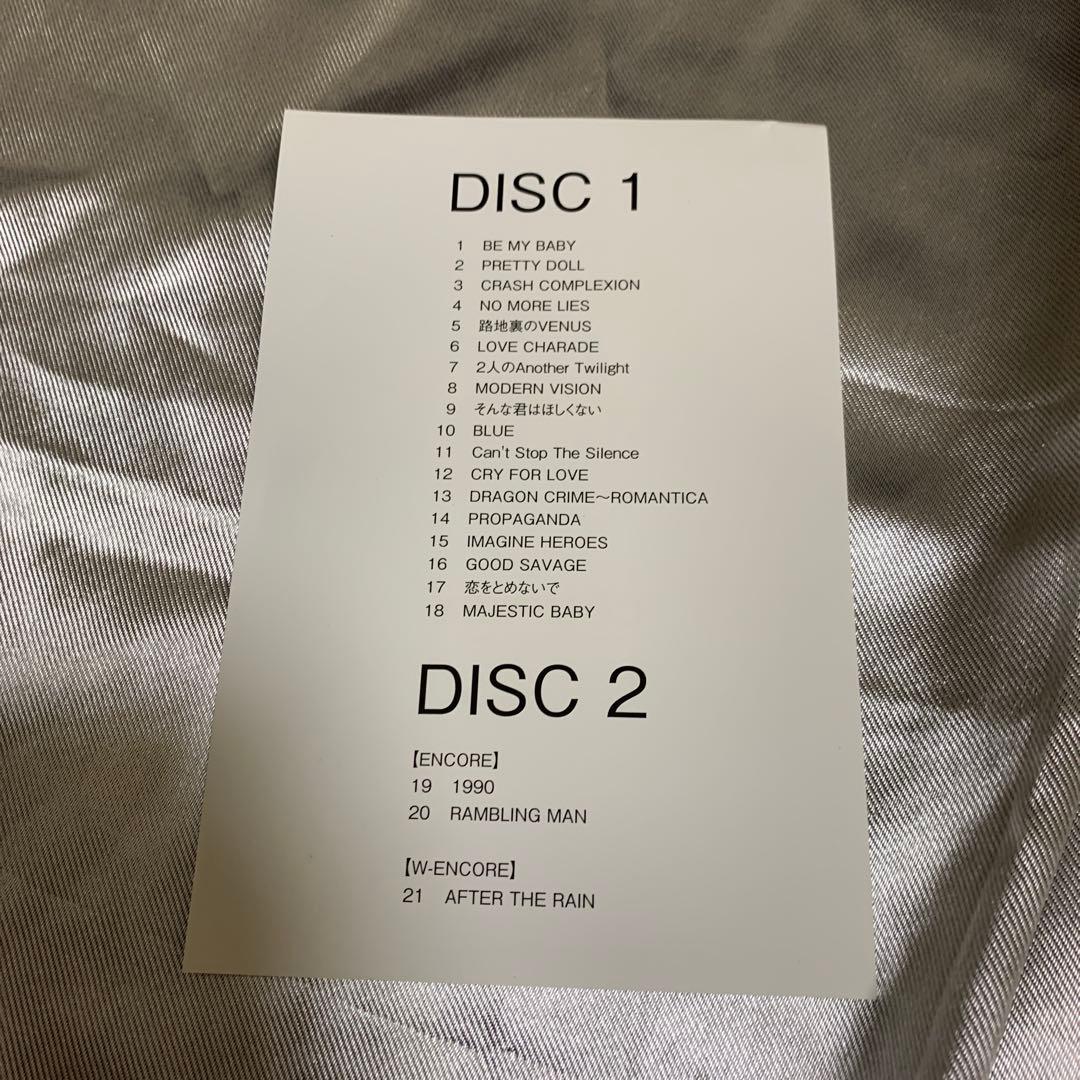 DISC 1
1 BE MY BABY
2 PRETTY DOLL
3 CRASH COMPLEXION
4 NO MORE LIES
5 路地裏のVENUS
6 LOVE CHARADE
7 2人のAnother Twilight
8 MODERN VISION
9 そんな君はほしくない
10 BLUE
11 Can't Stop The Silence
12 CRY FOR LOVE
13 DRAGON CRIME〜ROMANTICA
14 PROPAGANDA
15 IMAGINE HEROES
16 GOOD SAVAGE
17 恋をとめないで
18 MAJESTIC BABY
DISC 2
【ENCORE】
19 1990
20 RAMBLING MAN
【W-ENCORE】
21 AFTER THE RAIN